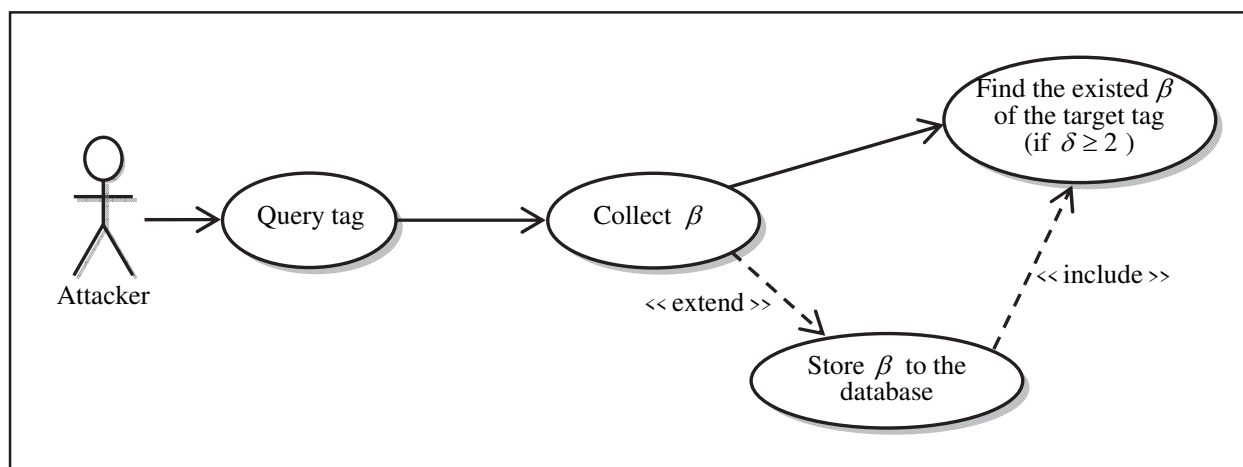 Find the existed β
of the target tag
(if δ ≥ 2 )
Query tag
Collect β
Attacker
<< extend >>
<< include >>
Store β to the
database